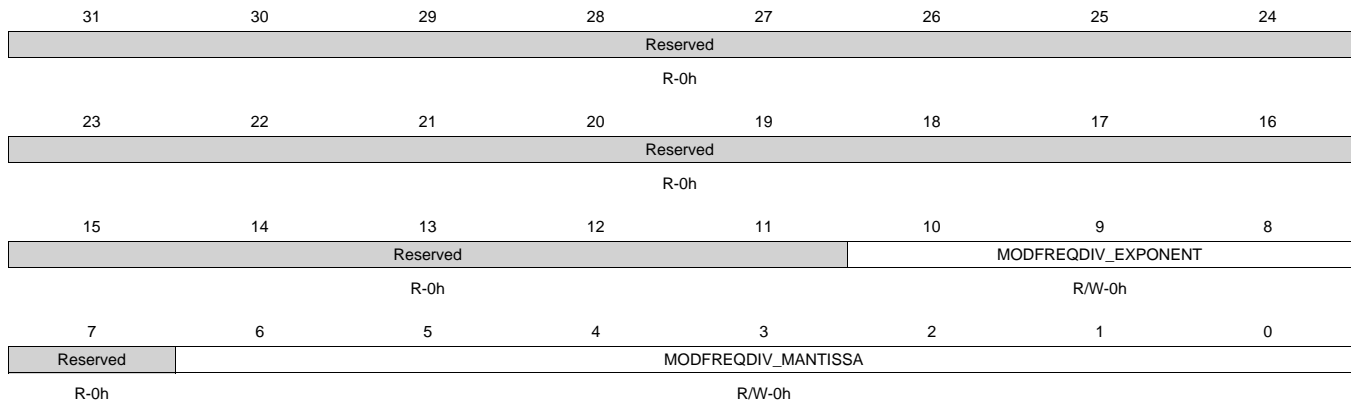 31 30 29 28 27 26 25 24
Reserved
R-0h
23 22 21 20 19 18 17 16
Reserved
R-0h
15 14 13 12 11 10 9 8
Reserved MODFREQDIV_EXPONENT
R-0h R/W-0h
7 6 5 4 3 2 1 0
Reserved MODFREQDIV_MANTISSA
R-0h R/W-0h